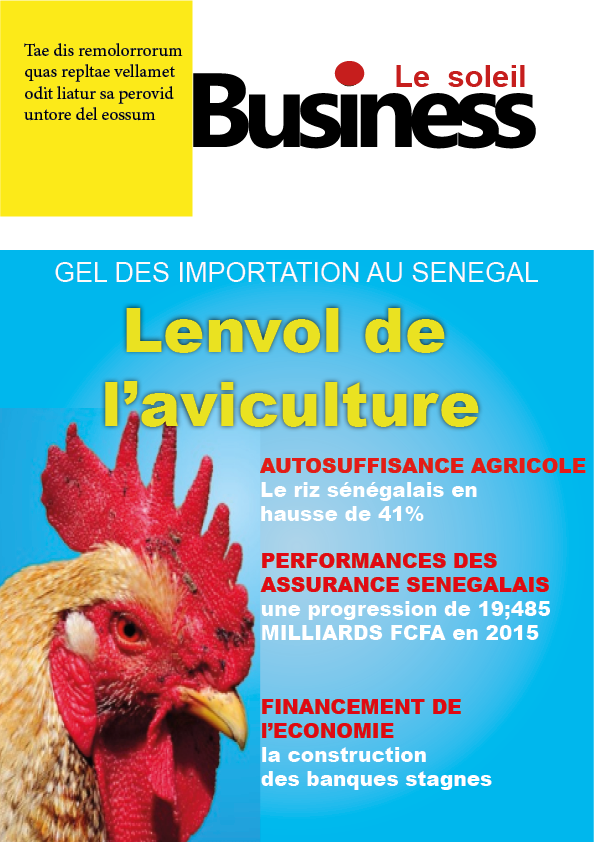 Tae dis remolorrorum
quas repltae vellamet
odit liatur sa perovid
untore del eossum
Le soleil
Business
GEL DES IMPORTATION AU SENEGAL
Lenvol de
l’aviculture
AUTOSUFFISANCE AGRICOLE
Le riz sénégalais en
hausse de 41%
PERFORMANCES DES
ASSURANCE SENEGALAIS
une progression de 19;485
MILLIARDS FCFA en 2015
FINANCEMENT DE
l’ECONOMIE
la construction
des banques stagnes